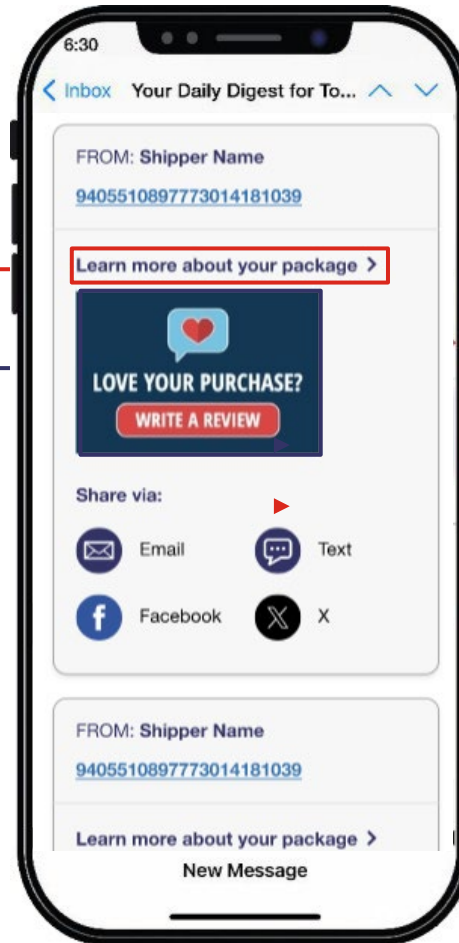 6:30
Inbox Your Daily Digest for To...
FROM: Shipper Name
9405510897773014181039
Learn more about your package >
LOVE YOUR PURCHASE?
WRITE A REVIEW
Share via:
Email Text
Facebook X
FROM: Shipper Name
9405510897773014181039
Learn more about your package >
New Message